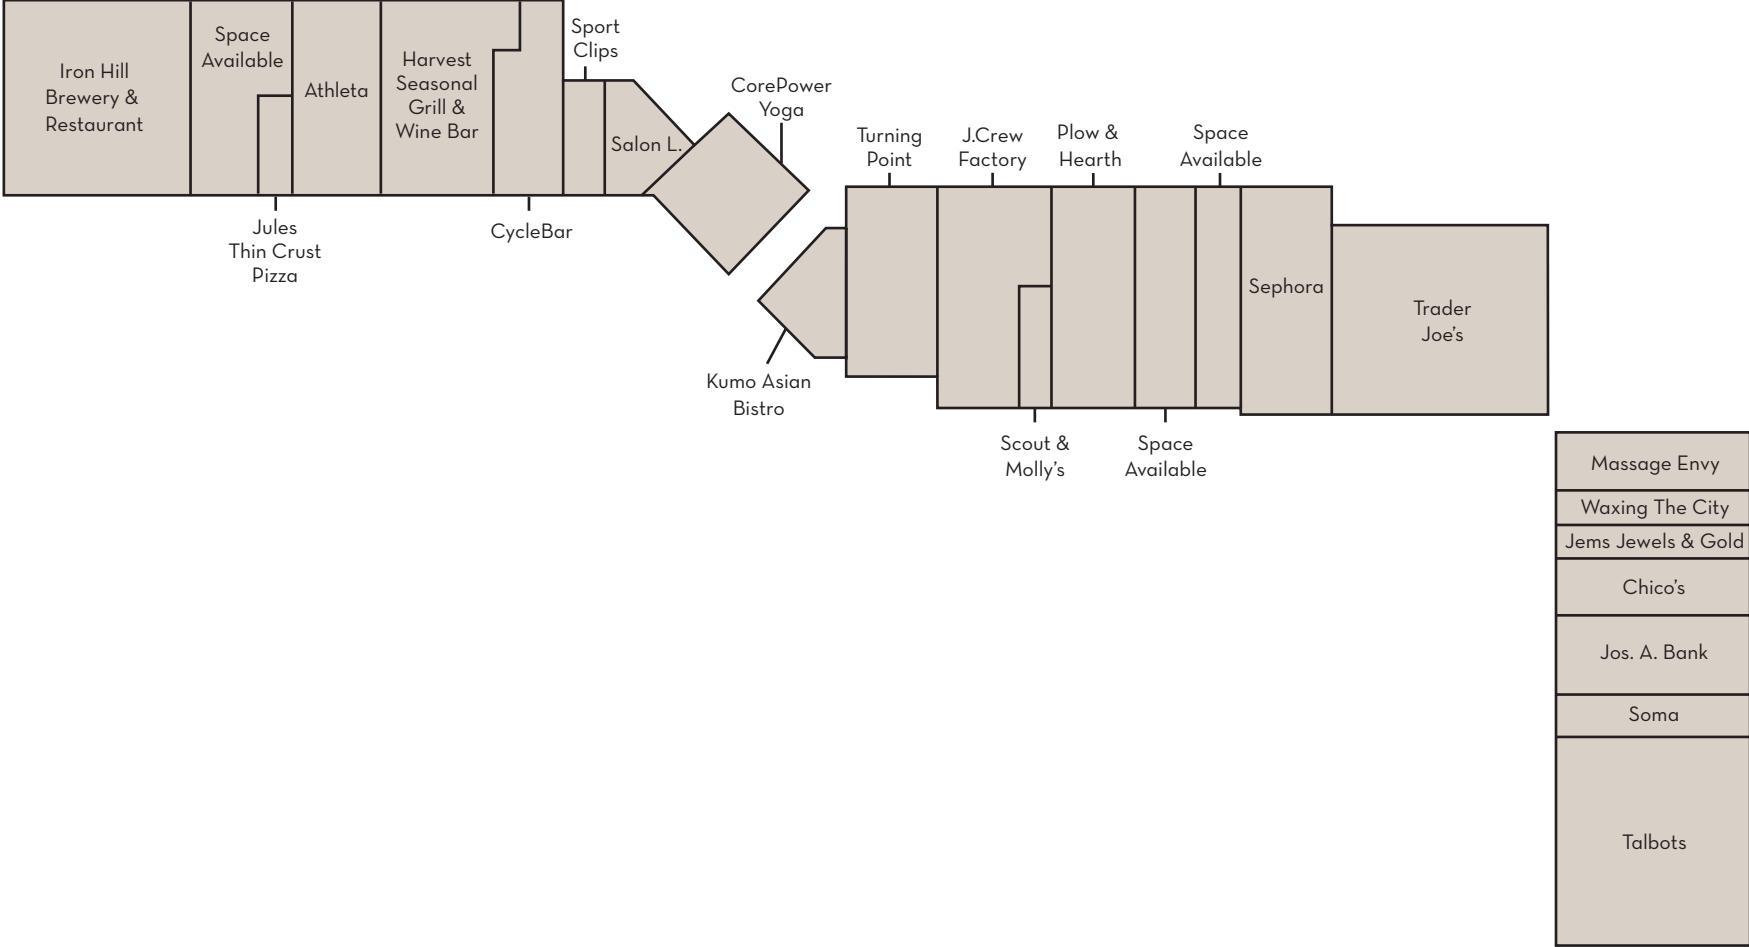 Iron Hill
Brewery &
Restaurant
Space
Available
Jules
Thin Crust
Pizza
Athleta
Harvest
Seasonal
Grill &
Wine Bar
CycleBar
Sport
Clips
Salon L.
CorePower
Yoga
Kumo Asian
Bistro
Turning
Point
J.Crew
Factory
Scout &
Molly's
Plow &
Hearth
Space
Available
Space
Available
Sephora
Trader
Joe's
Massage Envy
Waxing The City
Jems Jewels & Gold
Chico's
Jos. A. Bank
Soma
Talbots